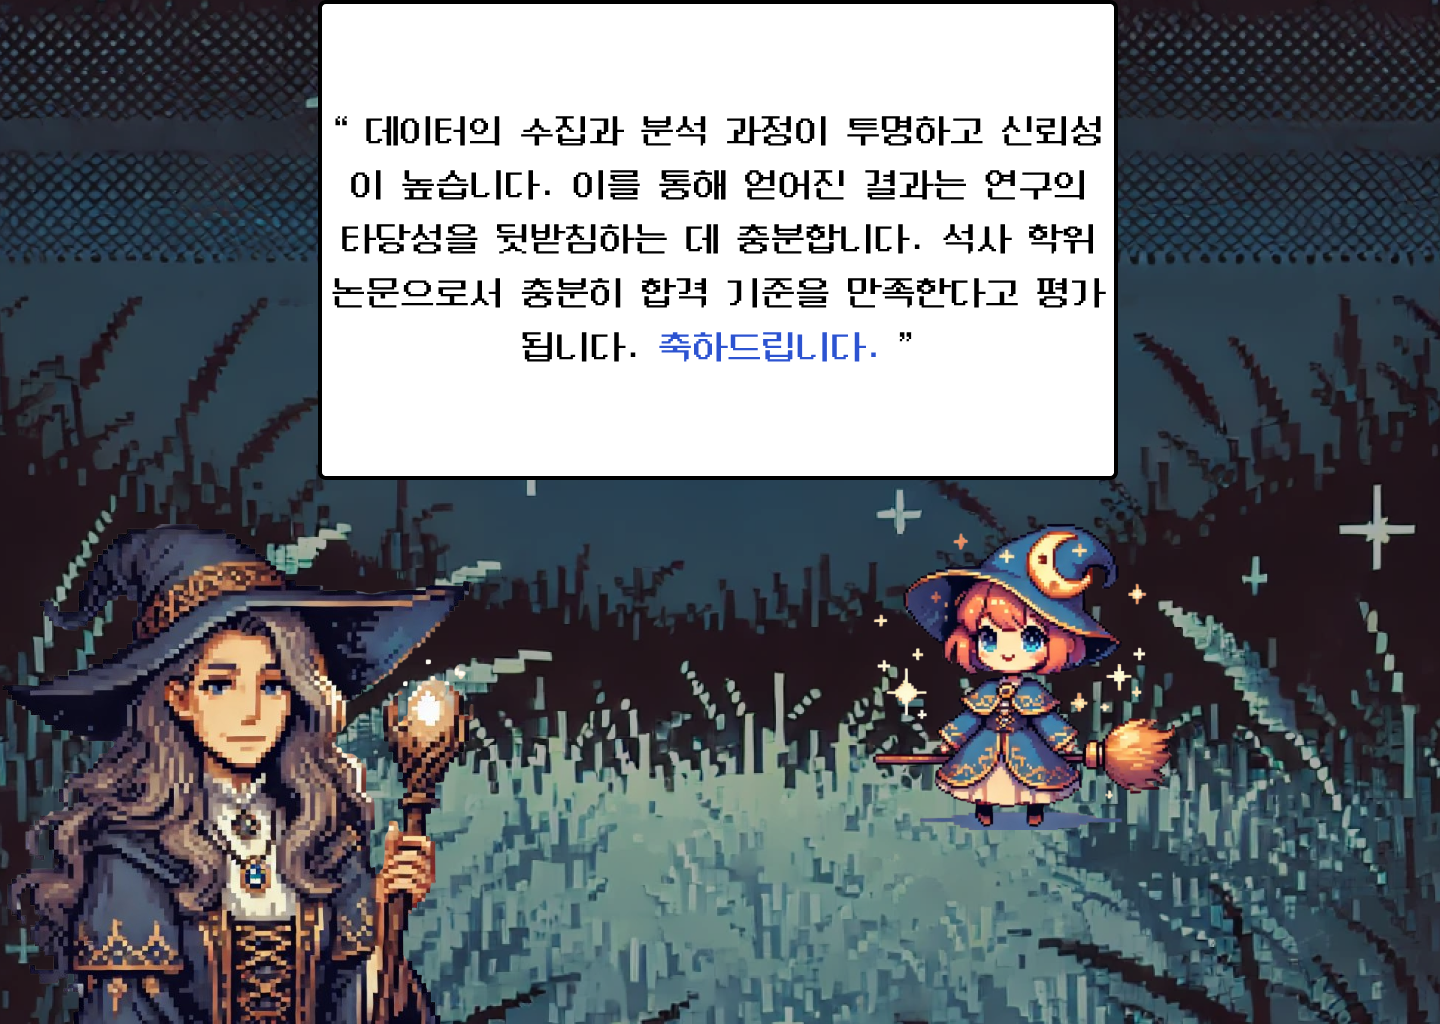 “ 데이터의 수집과 분석 과정이 투명하고 신뢰성
이 높습니다. 이를 통해 얻어진 결과는 연구의
타당성을 뒷받침하는 데 충분합니다. 석사 학위
논문으로서 충분히 합격 기준을 만족한다고 평가
됩니다. 축하드립니다. ”